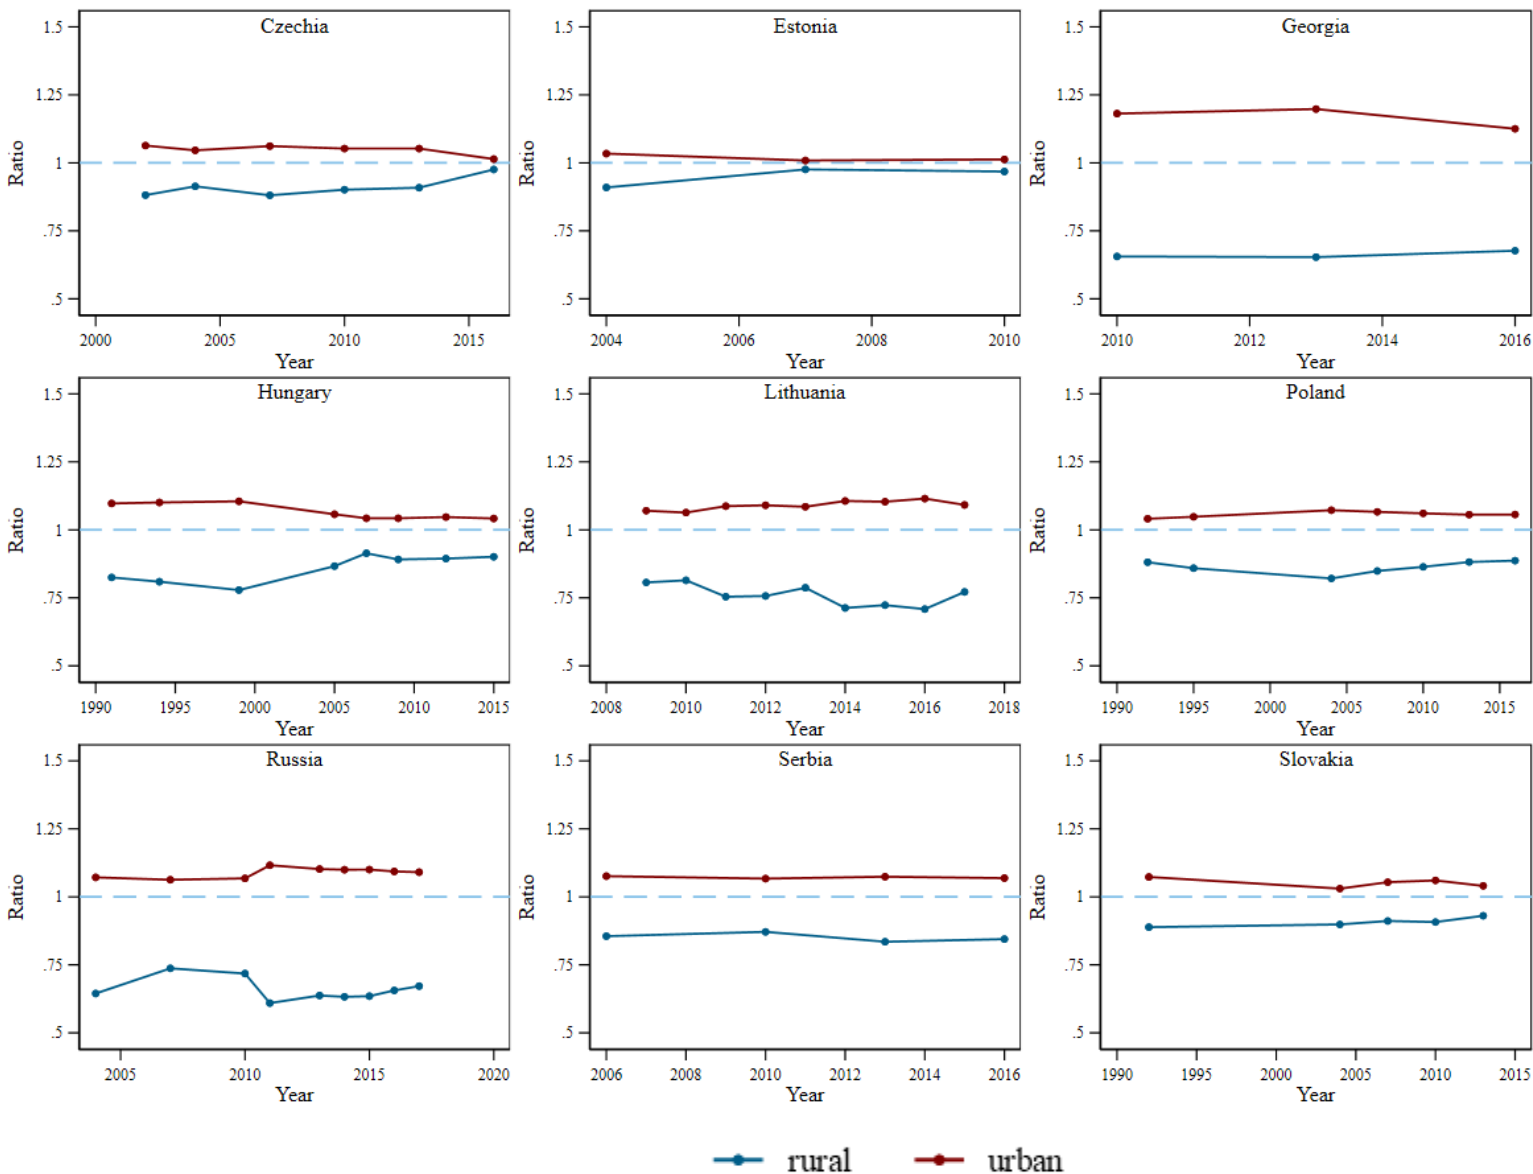 Czechia
Estonia
Georgia
1.5
1.25
1
.75
.5
Ratio
2000 2005 2010 2015
Year
1.5
1.25
1
.75
.5
Ratio
2004 2006 2008 2010
Year
1.5
1.25
1
.75
.5
Ratio
2010 2012 2014 2016
Year
Hungary
Lithuania
Poland
1.5
1.25
1
.75
.5
Ratio
1990 1995 2000 2005 2010 2015
Year
1.5
1.25
1
.75
.5
Ratio
2008 2010 2012 2014 2016 2018
Year
1.5
1.25
1
.75
.5
Ratio
1990 1995 2000 2005 2010 2015
Year
Russia
Serbia
Slovakia
1.5
1.25
1
.75
.5
Ratio
2005 2010 2015 2020
Year
1.5
1.25
1
.75
.5
Ratio
2006 2008 2010 2012 2014 2016
Year
1.5
1.25
1
.75
.5
Ratio
1990 1995 2000 2005 2010 2015
Year
rural urban